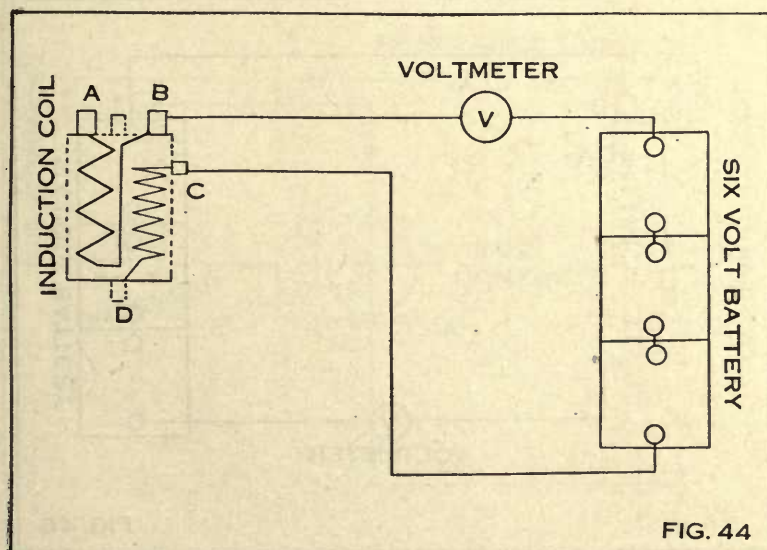 VOLTMETER
A
B
V
C
D
INDUCTION COIL
SIX VOLT BATTERY
FIG. 44